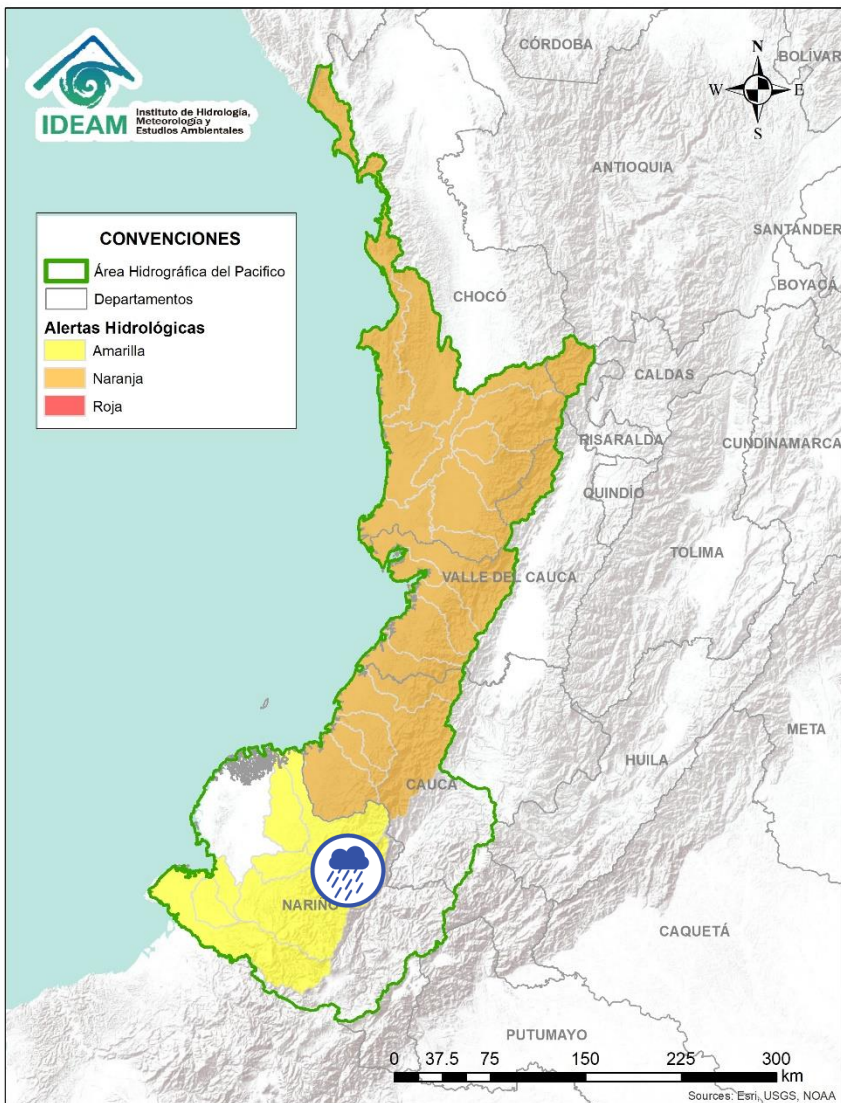 IDEAM
Instituto de Hidrología,
Meteorología y
Estudios Ambientales
CÓRDOBA
BOLÍVAR
N
W
E
S
ANTIOQUIA
SANTANDER
BOYACÁ
CONVENCIONES
Área Hidrográfica del Pacifico
Departamentos
Alertas Hidrológicas
Amarilla
Naranja
Roja
CHOCÓ
CALDAS
RISARALDA
CUNDINAMARCA
QUINDÍO
TOLIMA
VALLE DEL CAUCA
META
HUILA
CAUCA
NARIÑO
CAQUETÁ
PUTUMAYO
0 37.5 75 150 225 300
km
Sources: Esri, USGS, NOAA